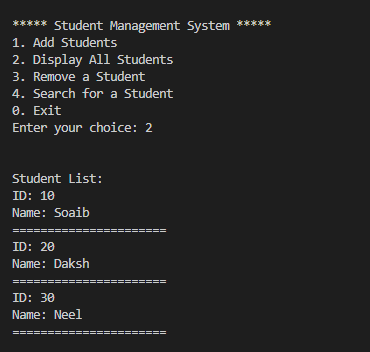 ***** Student Management System *****
1. Add Students
2. Display All Students
3. Remove a Student
4. Search for a Student
0. Exit
Enter your choice: 2
Student List:
ID: 10
Name: Soaib
======================
ID: 20
Name: Daksh
======================
ID: 30
Name: Neel
======================